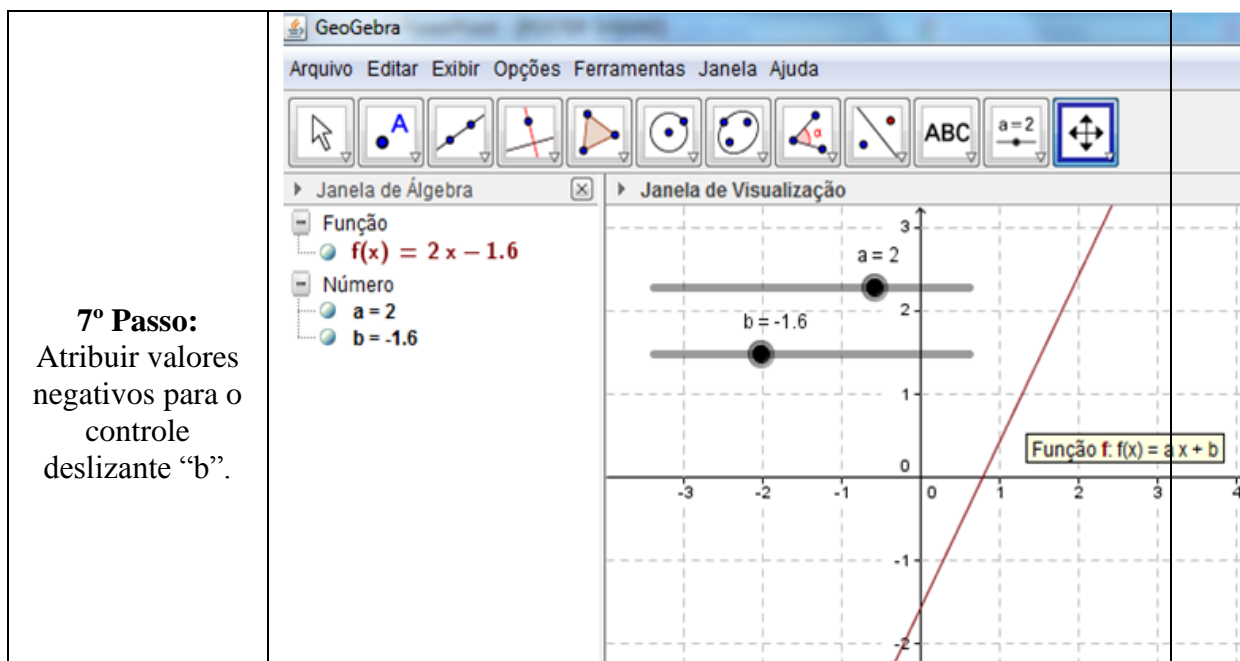 7º Passo:
Atribuir valores
negativos para o
controle
deslizante “b”.
GeoGebra
Arquivo Editar Exibir Opções Ferramentas Janela Ajuda
A
α
ABC
a=2
Janela de Álgebra
Função
f(x) = 2 x – 1.6
Número
a = 2
b = -1.6
Janela de Visualização
a = 2
b = -1.6
Função f: f(x) = a x + b
3
2
1
0
-1
-2
-3 -2 -1 0 1 2 3 4